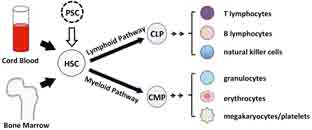 PSC
T lymphocytes
Lymphoid Pathway
CLP
B lymphocytes
Cord Blood
natural killer cells
HSC
Myeloid Pathway
granulocytes
CMP
erythrocytes
Bone Marrow
megakaryocytes/platelets